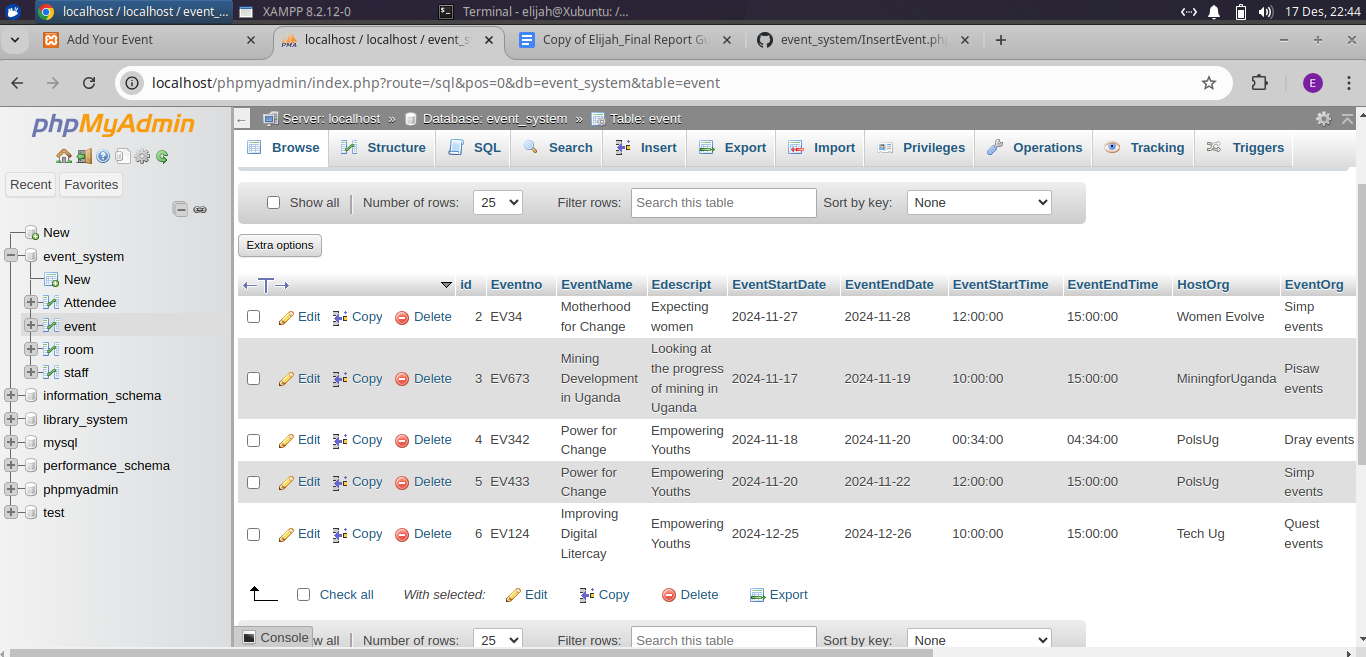 localhost / localhost / event_...
XAMPP 8.2.12-0
Terminal - elijah@Xubuntu: /...
17 Des, 22:44
Add Your Event
localhost / localhost / event_s
Copy of Elijah_Final Report Gu
event_system/InsertEvent.php
localhost/phpmyadmin/index.php?route=/sql&pos=0&db=event_system&table=event
E
phpMyAdmin
Recent
Favorites
New
event_system
New
Attendee
event
room
staff
information_schema
library_system
mysql
performance_schema
phpmyadmin
test
Server: localhost » Database: event_system » Table: event
Browse Structure SQL Search Insert Export Import Privileges Operations Tracking Triggers
Show all Number of rows: 25 Filter rows: Search this table Sort by key: None
Extra options
id Eventno EventName Edescript EventStartDate EventEndDate EventStartTime EventEndTime HostOrg EventOrg
Edit Copy Delete 2 EV34 Motherhood for Change Expecting women 2024-11-27 2024-11-28 12:00:00 15:00:00 Women Evolve Simp events
Edit Copy Delete 3 EV673 Mining Development in Uganda Looking at the progress of mining in Uganda 2024-11-17 2024-11-19 10:00:00 15:00:00 MiningforUganda Pisaw events
Edit Copy Delete 4 EV342 Power for Change Empowering Youths 2024-11-18 2024-11-20 00:34:00 04:34:00 PolsUg Dray events
Edit Copy Delete 5 EV433 Power for Change Empowering Youths 2024-11-20 2024-11-22 12:00:00 15:00:00 PolsUg Simp events
Edit Copy Delete 6 EV124 Improving Digital Litercay Empowering Youths 2024-12-25 2024-12-26 10:00:00 15:00:00 Tech Ug Quest events
Check all With selected: Edit Copy Delete Export
Console
w all Number of rows: 25 Filter rows: Search this table Sort by key: None